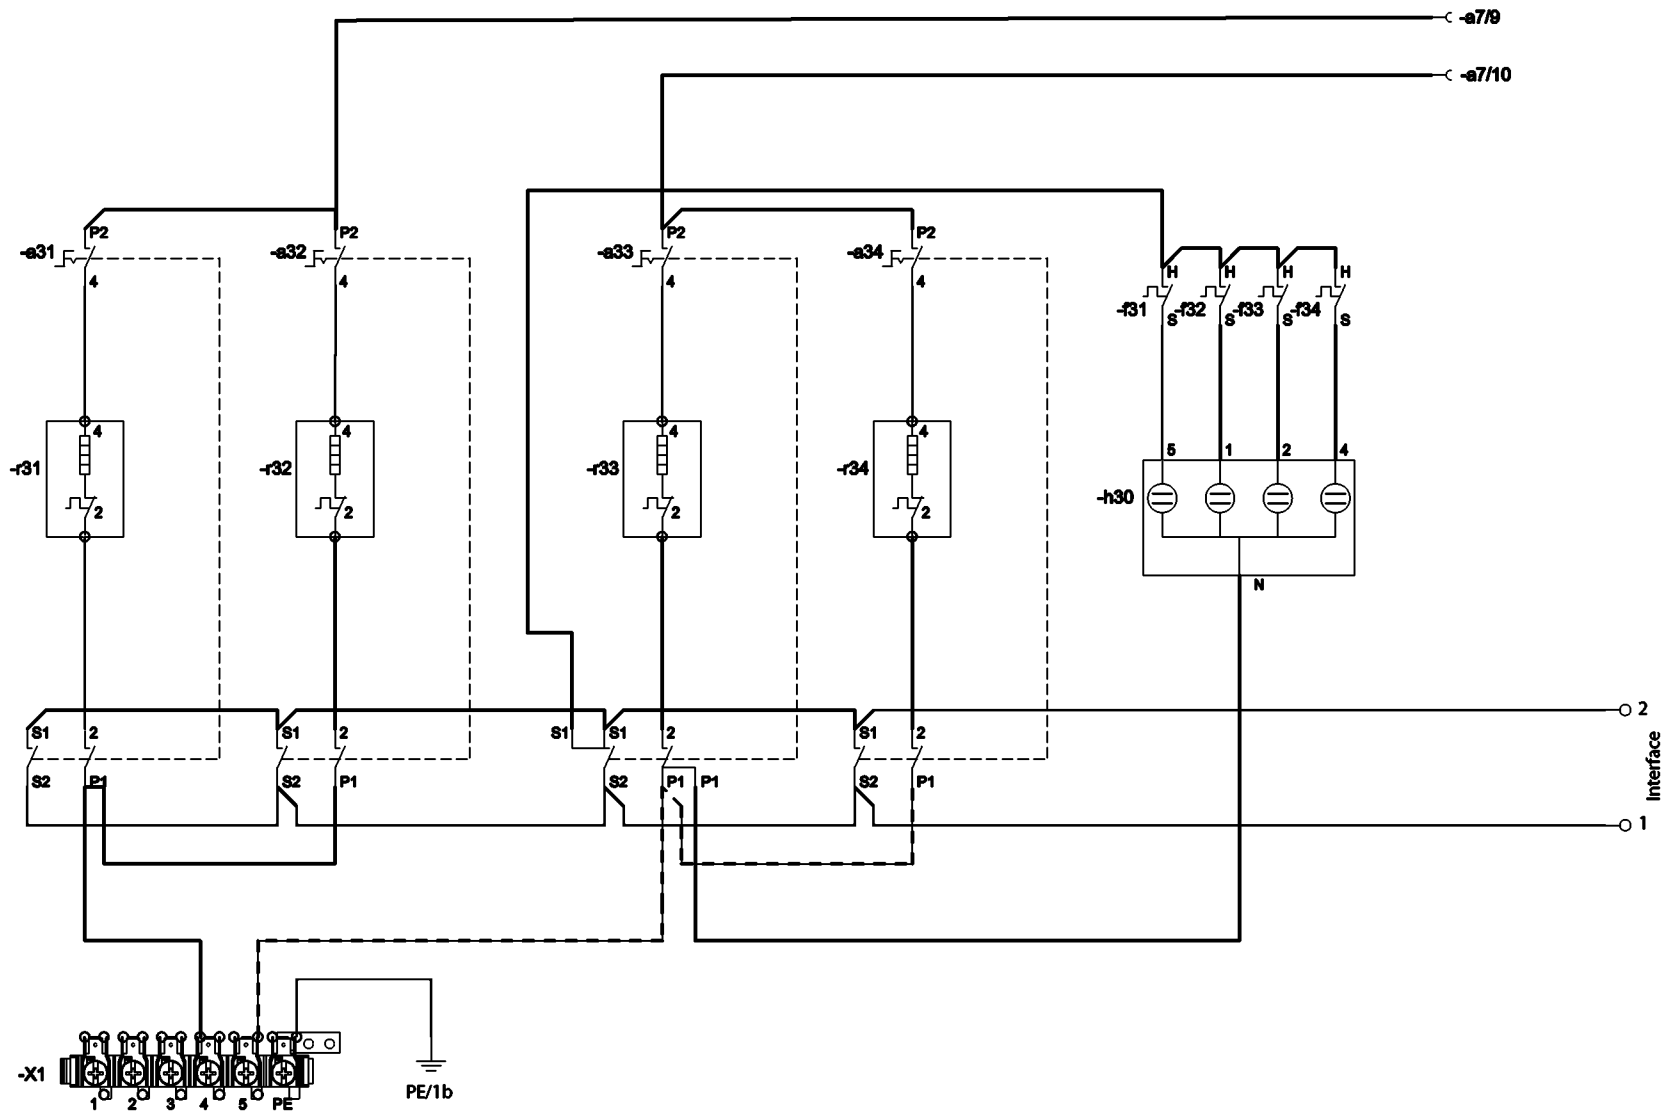 -a7/9
-a7/10
P2 P2 P2 P2
-a31 -a32 -a33 -a34
4 4 4 4
H H H H
-f31 -f32 -f33 -f34
S S S S
4 4 4 4
-r31 -r32 -r33 -r34
2 2 2 2
5 1 2 4
-h30
N
S1 2 S1 2 S1 S1 2 S1 2
S2 P1 S2 P1 S2 P1 P1 S2 P1
2
Interface
1
-X1
1 2 3 4 5 PE
PE/1b